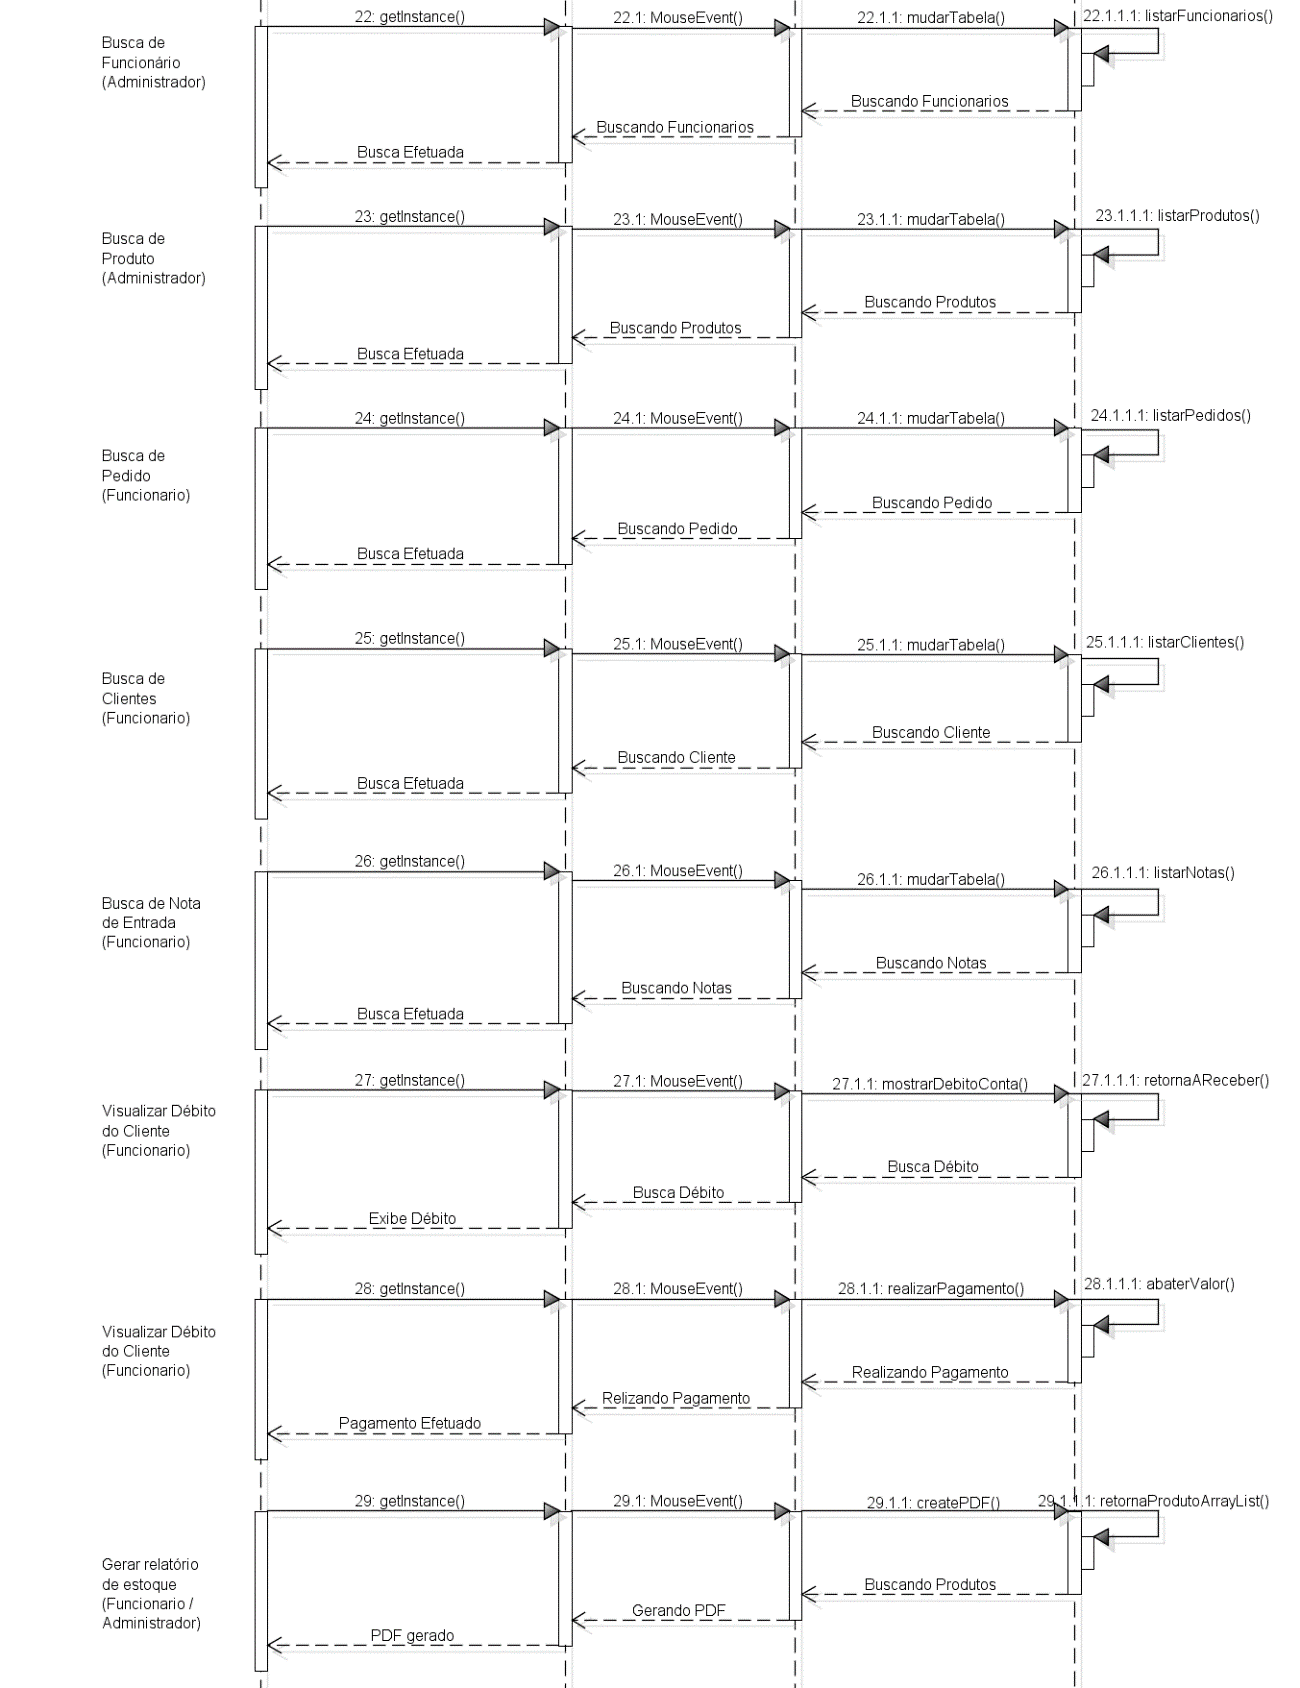 22: getInstance()
22.1: MouseEvent()
22.1.1: mudarTabela()
22.1.1.1: listarFuncionarios()
Busca de
Funcionário
(Administrador)
Buscando Funcionarios
Buscando Funcionarios
Busca Efetuada
23: getInstance()
23.1: MouseEvent()
23.1.1: mudarTabela()
23.1.1.1: listarProdutos()
Busca de
Produto
(Administrador)
Buscando Produtos
Buscando Produtos
Busca Efetuada
24: getInstance()
24.1: MouseEvent()
24.1.1: mudarTabela()
24.1.1.1: listarPedidos()
Busca de
Pedido
(Funcionario)
Buscando Pedido
Buscando Pedido
Busca Efetuada
25: getInstance()
25.1: MouseEvent()
25.1.1: mudarTabela()
25.1.1.1: listarClientes()
Busca de
Clientes
(Funcionario)
Buscando Cliente
Buscando Cliente
Busca Efetuada
26: getInstance()
26.1: MouseEvent()
26.1.1: mudarTabela()
26.1.1.1: listarNotas()
Busca de Nota
de Entrada
(Funcionario)
Buscando Notas
Buscando Notas
Busca Efetuada
27: getInstance()
27.1: MouseEvent()
27.1.1: mostrarDebitoConta()
27.1.1.1: retornaAReceber()
Visualizar Débito
do Cliente
(Funcionario)
Busca Débito
Busca Débito
Exibe Débito
28: getInstance()
28.1: MouseEvent()
28.1.1: realizarPagamento()
28.1.1.1: abaterValor()
Visualizar Débito
do Cliente
(Funcionario)
Realizando Pagamento
Relizando Pagamento
Pagamento Efetuado
29: getInstance()
29.1: MouseEvent()
29.1.1: createPDF()
29.1.1.1: retornaProdutoArrayList()
Gerar relatório
de estoque
(Funcionario /
Administrador)
Buscando Produtos
Gerando PDF
PDF gerado